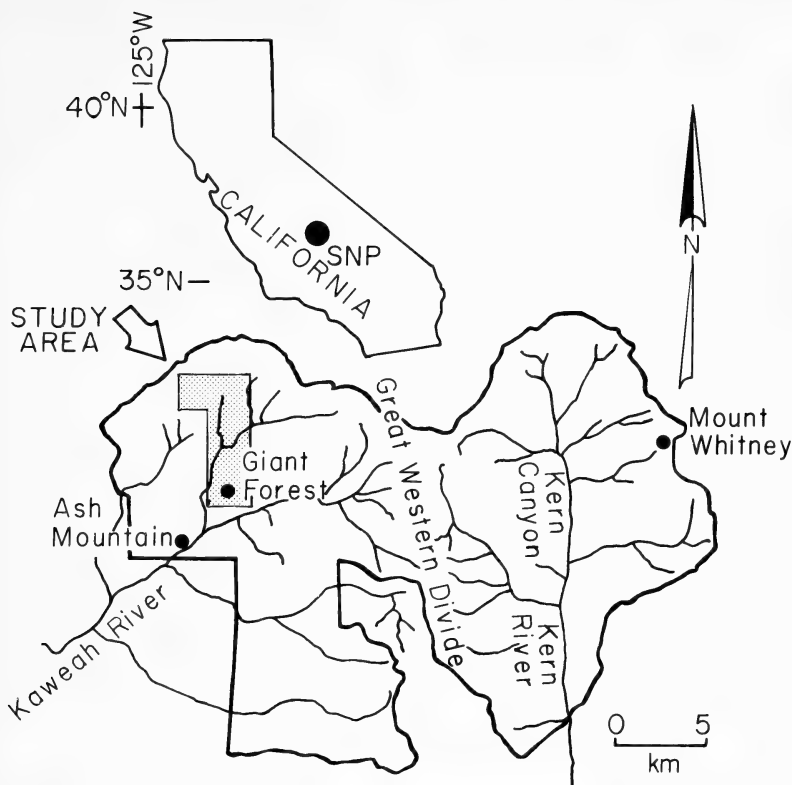 125°W
40°N
CALIFORNIA
SNP
35°N
N
STUDY
AREA
Great Western Divide
Mount
Whitney
Kern
Canyon
Giant
Forest
Ash
Mountain
Kaweah River
Kern
River
0 5
km